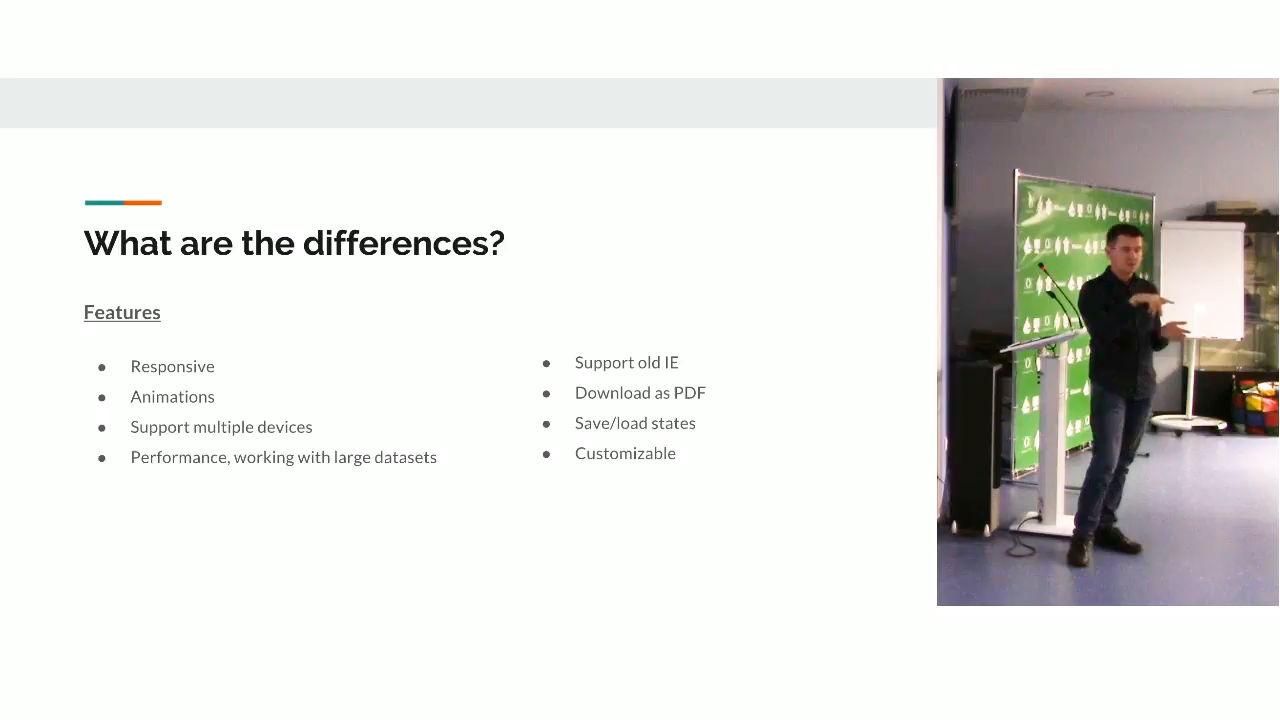 What are the differences?
Features
● Responsive
● Animations
● Support multiple devices
● Performance, working with large datasets
● Support old IE
● Download as PDF
● Save/load states
● Customizable